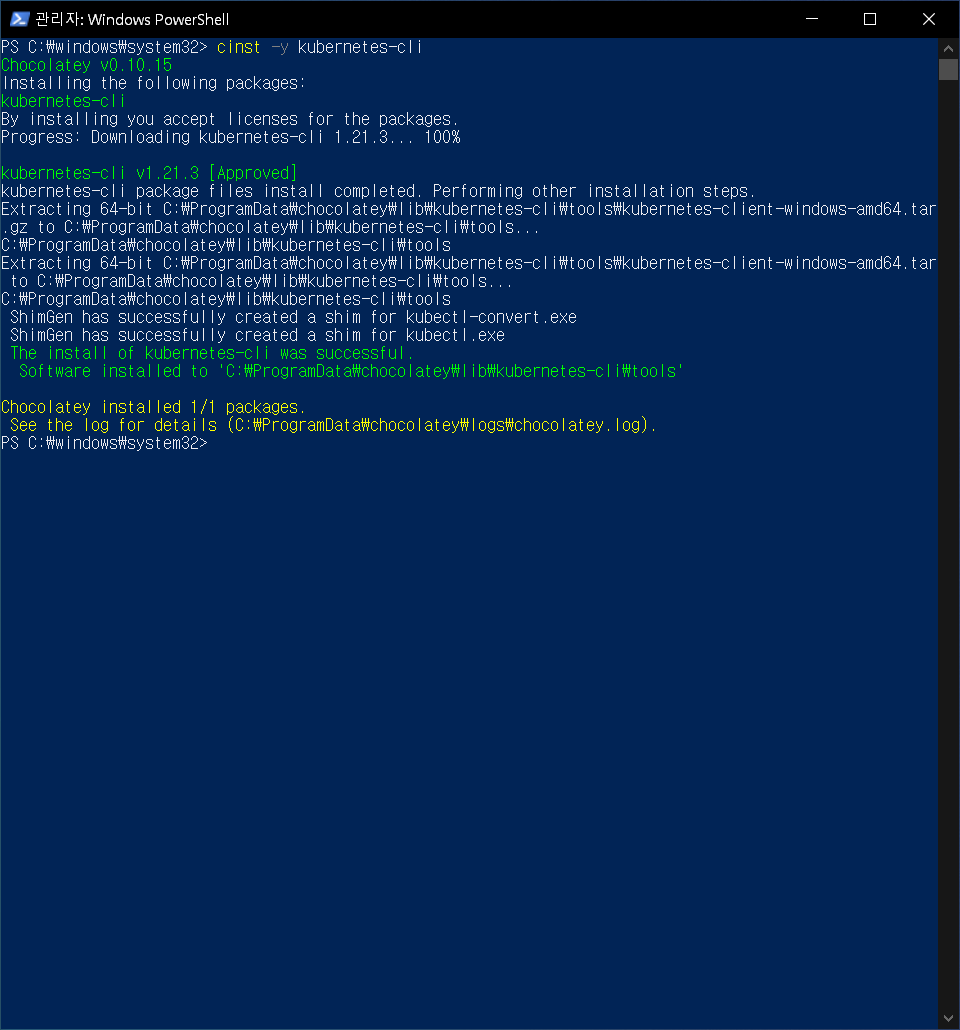 관리자: Windows PowerShell
PS C:₩windows₩system32> cinst -y kubernetes-cli
Chocolatey v0.10.15
Installing the following packages:
kubernetes-cli
By installing you accept licenses for the packages.
Progress: Downloading kubernetes-cli 1.21.3... 100%
kubernetes-cli v1.21.3 [Approved]
kubernetes-cli package files install completed. Performing other installation steps.
Extracting 64-bit C:₩ProgramData₩chocolatey₩lib₩kubernetes-cli₩tools₩kubernetes-client-windows-amd64.tar
.gz to C:₩ProgramData₩chocolatey₩lib₩kubernetes-cli₩tools...
C:₩ProgramData₩chocolatey₩lib₩kubernetes-cli₩tools
Extracting 64-bit C:₩ProgramData₩chocolatey₩lib₩kubernetes-cli₩tools₩kubernetes-client-windows-amd64.tar
 to C:₩ProgramData₩chocolatey₩lib₩kubernetes-cli₩tools...
C:₩ProgramData₩chocolatey₩lib₩kubernetes-cli₩tools
 ShimGen has successfully created a shim for kubectl-convert.exe
 ShimGen has successfully created a shim for kubectl.exe
 The install of kubernetes-cli was successful.
  Software installed to 'C:₩ProgramData₩chocolatey₩lib₩kubernetes-cli₩tools'
Chocolatey installed 1/1 packages.
 See the log for details (C:₩ProgramData₩chocolatey₩logs₩chocolatey.log).
PS C:₩windows₩system32>